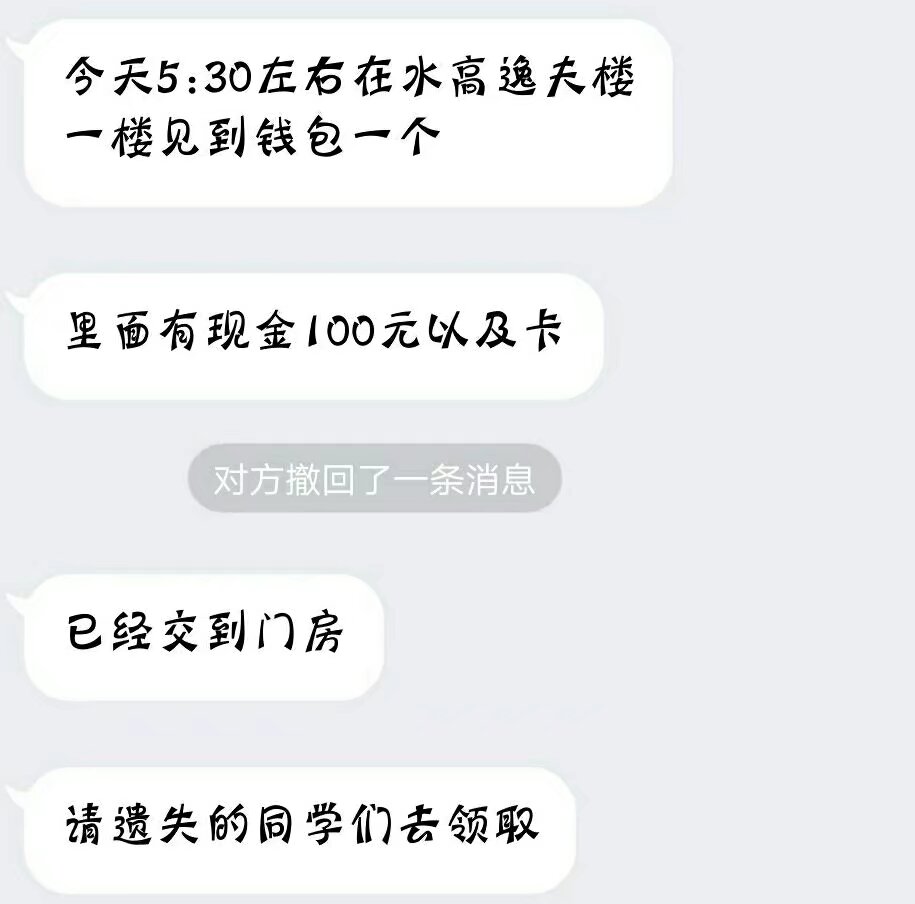 今天5:30左右在水高逸夫楼
一楼见到钱包一个
里面有现金100元以及卡
对方撤回了一条消息
已经交到门房
请遗失的同学们去领取